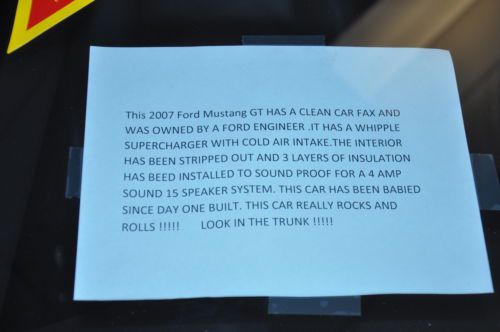 This 2007 Ford Mustang GT HAS A CLEAN CAR FAX AND
WAS OWNED BY A FORD ENGINEER .IT HAS A WHIPPLE
SUPERCHARGER WITH COLD AIR INTAKE.THE INTERIOR
HAS BEEN STRIPPED OUT AND 3 LAYERS OF INSULATION
HAS BEED INSTALLED TO SOUND PROOF FOR A 4 AMP
SOUND 15 SPEAKER SYSTEM. THIS CAR HAS BEEN BABIED
SINCE DAY ONE BUILT. THIS CAR REALLY ROCKS AND
ROLLS !!!!! LOOK IN THE TRUNK !!!!!